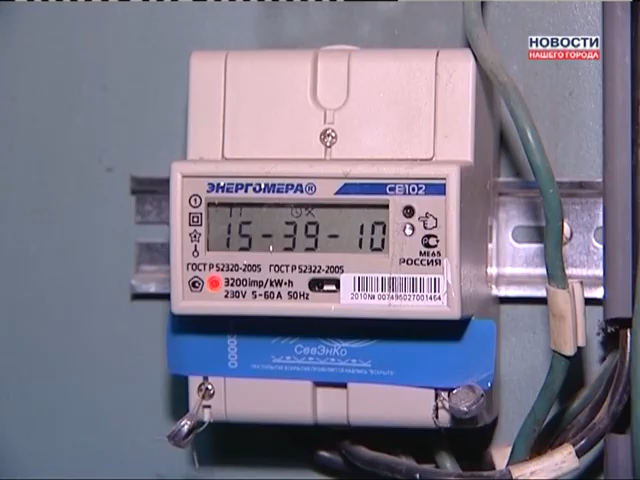 НОВОСТИ
НАШЕГО ГОРОДА
ЭНЕРГОМЕРА® CE102
15-39-10
ГОСТ Р 52320-2005 ГОСТ Р 52322-2005
МЕ65
РОССИЯ
3200imp/kW•h
230V 5-60A 50Hz
2010№ 007495027001464
СевЭнКо